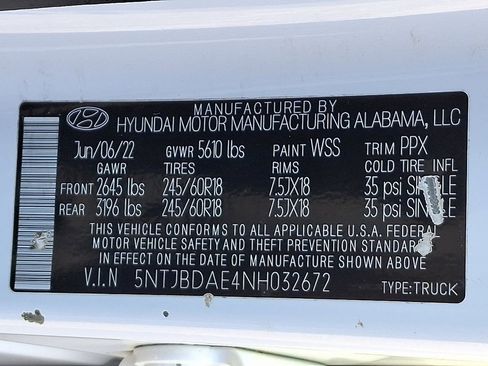 MANUFACTURED BY
HYUNDAI MOTOR MANUFACTURING ALABAMA, LLC
Jun/06/22 GVWR 5610 lbs PAINT WSS TRIM PPX
GAWR TIRES RIMS COLD TIRE INFL
FRONT 2645 lbs 245/60R18 7.5JX18 35 psi SINGLE
REAR 3196 lbs 245/60R18 7.5JX18 35 psi SINGLE
THIS VEHICLE CONFORMS TO ALL APPLICABLE U.S.A. FEDERAL
MOTOR VEHICLE SAFETY AND THEFT PREVENTION STANDARDS
IN EFFECT ON THE DATE OF MANUFACTURE SHOWN ABOVE
V.I.N 5NTJBDAE4NH032672 TYPE:TRUCK